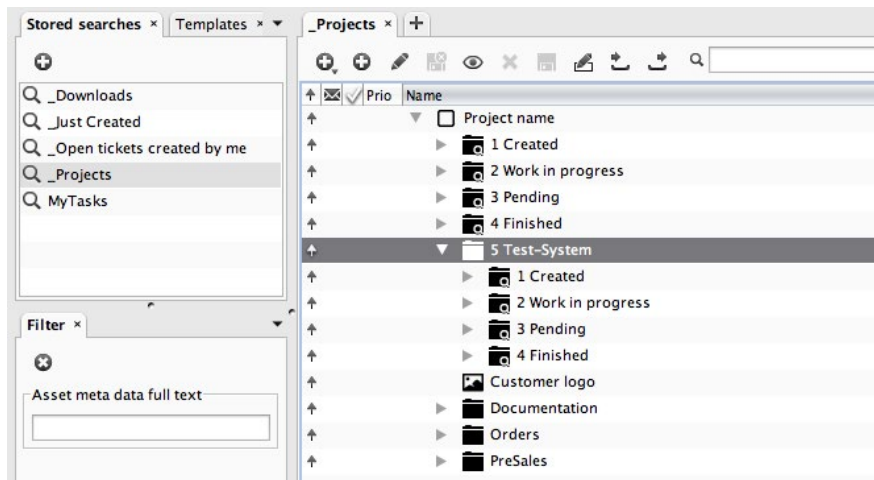 Stored searches × Templates ×
_Downloads
_Just Created
_Open tickets created by me
_Projects
MyTasks
Filter ×
Asset meta data full text
_Projects ×
Prio Name
Project name
1 Created
2 Work in progress
3 Pending
4 Finished
5 Test-System
1 Created
2 Work in progress
3 Pending
4 Finished
Customer logo
Documentation
Orders
PreSales